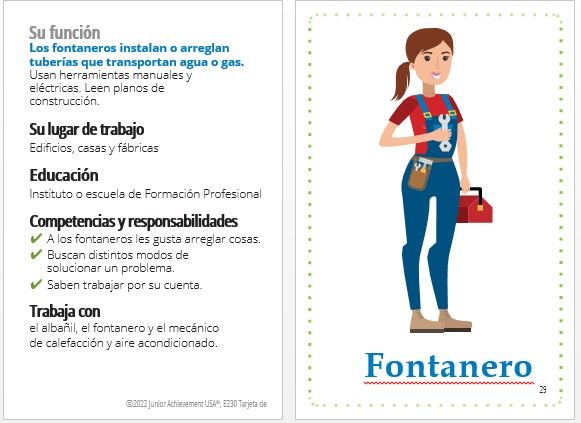 Su función
Los fontaneros instalan o arreglan
tuberías que transportan agua o gas.
Usan herramientas manuales y
eléctricas. Leen planos de
construcción.
Su lugar de trabajo
Edificios, casas y fábricas
Educación
Instituto o escuela de Formación Profesional
Competencias y responsabilidades
✔ A los fontaneros les gusta arreglar cosas.
✔ Buscan distintos modos de
solucionar un problema.
✔ Saben trabajar por su cuenta.
Trabaja con
el albañil, el fontanero y el mecánico
de calefacción y aire acondicionado.
©2022 Junior Achievement USA®, E230 Tarjeta de
Fontanero
29